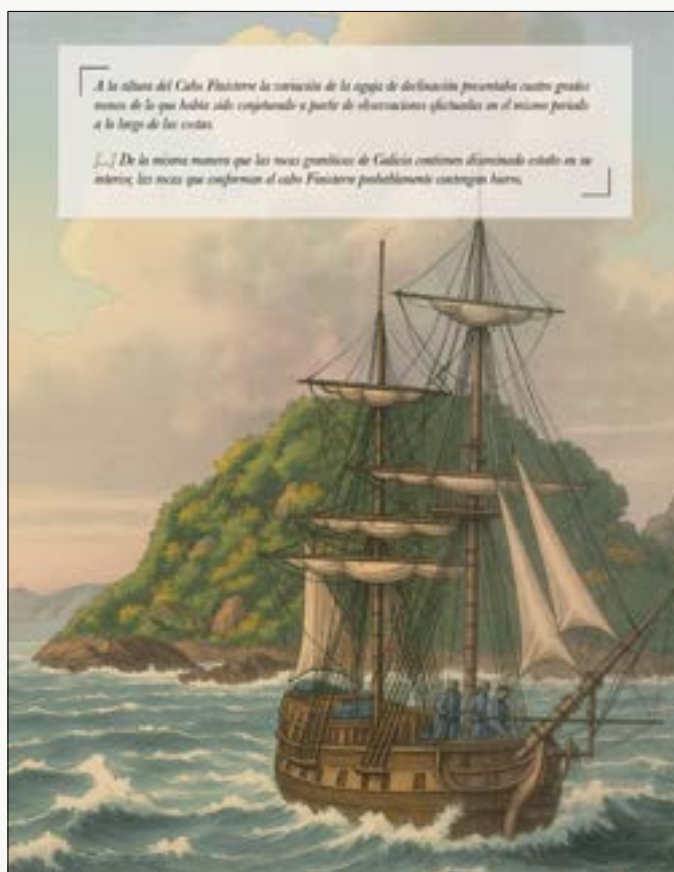 A la altura del Cabo Finisterre la variación de la aguja de declinación presentaba cuatro grados
menos de lo que había sido conjeturado a partir de observaciones efectuadas en el mismo periodo
a lo largo de las costas.
[...] De la misma manera que las rocas graníticas de Galicia contienen diseminado estaño en su
interior, las rocas que conforman el cabo Finisterre probablemente contengan hierro.